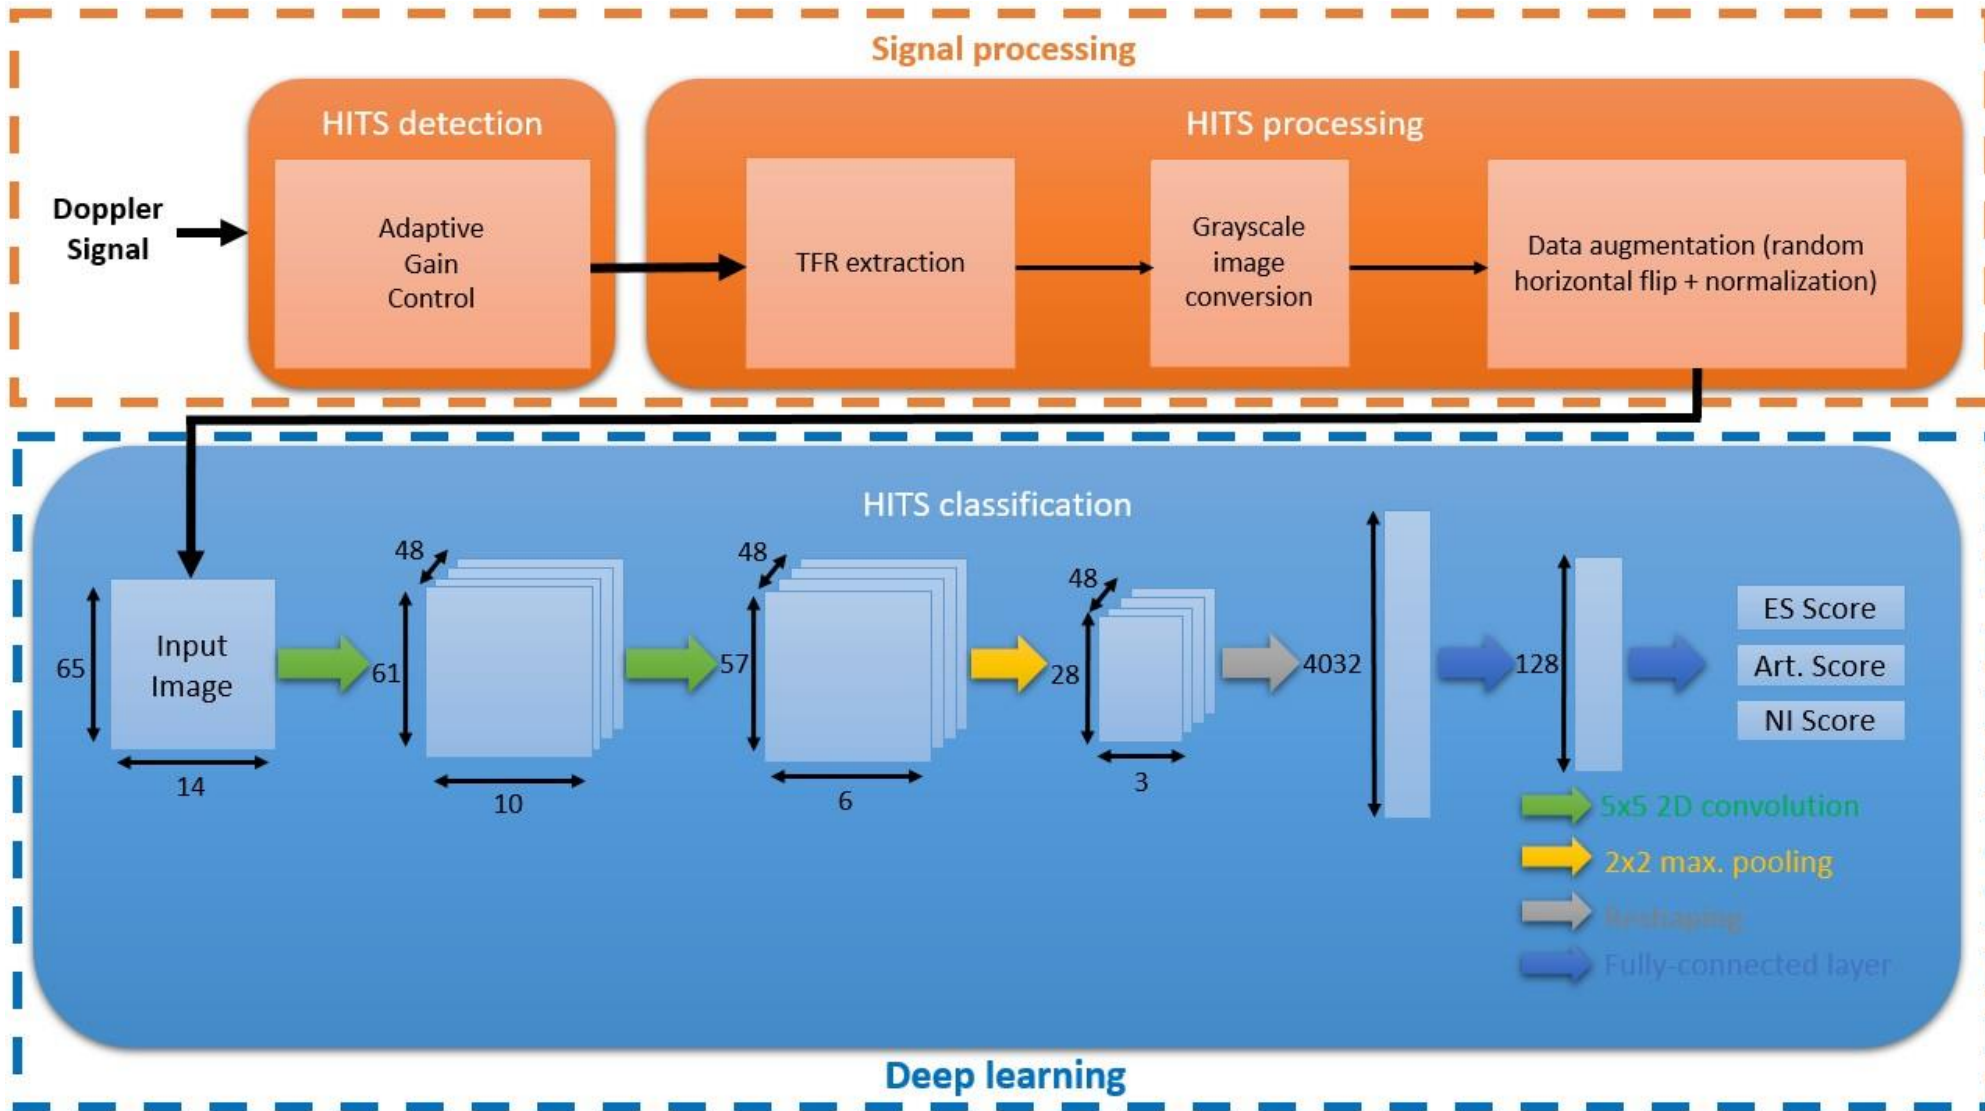 Signal processing
HITS detection
HITS processing
Doppler
Signal
Adaptive
Gain
Control
TFR extraction
Grayscale
image
conversion
Data augmentation (random
horizontal flip + normalization)
HITS classification
65
Input
Image
14
48
61
10
48
57
6
48
28
3
4032
128
ES Score
Art. Score
NI Score
5x5 2D convolution
2x2 max. pooling
Reshaping
Fully-connected layer
Deep learning